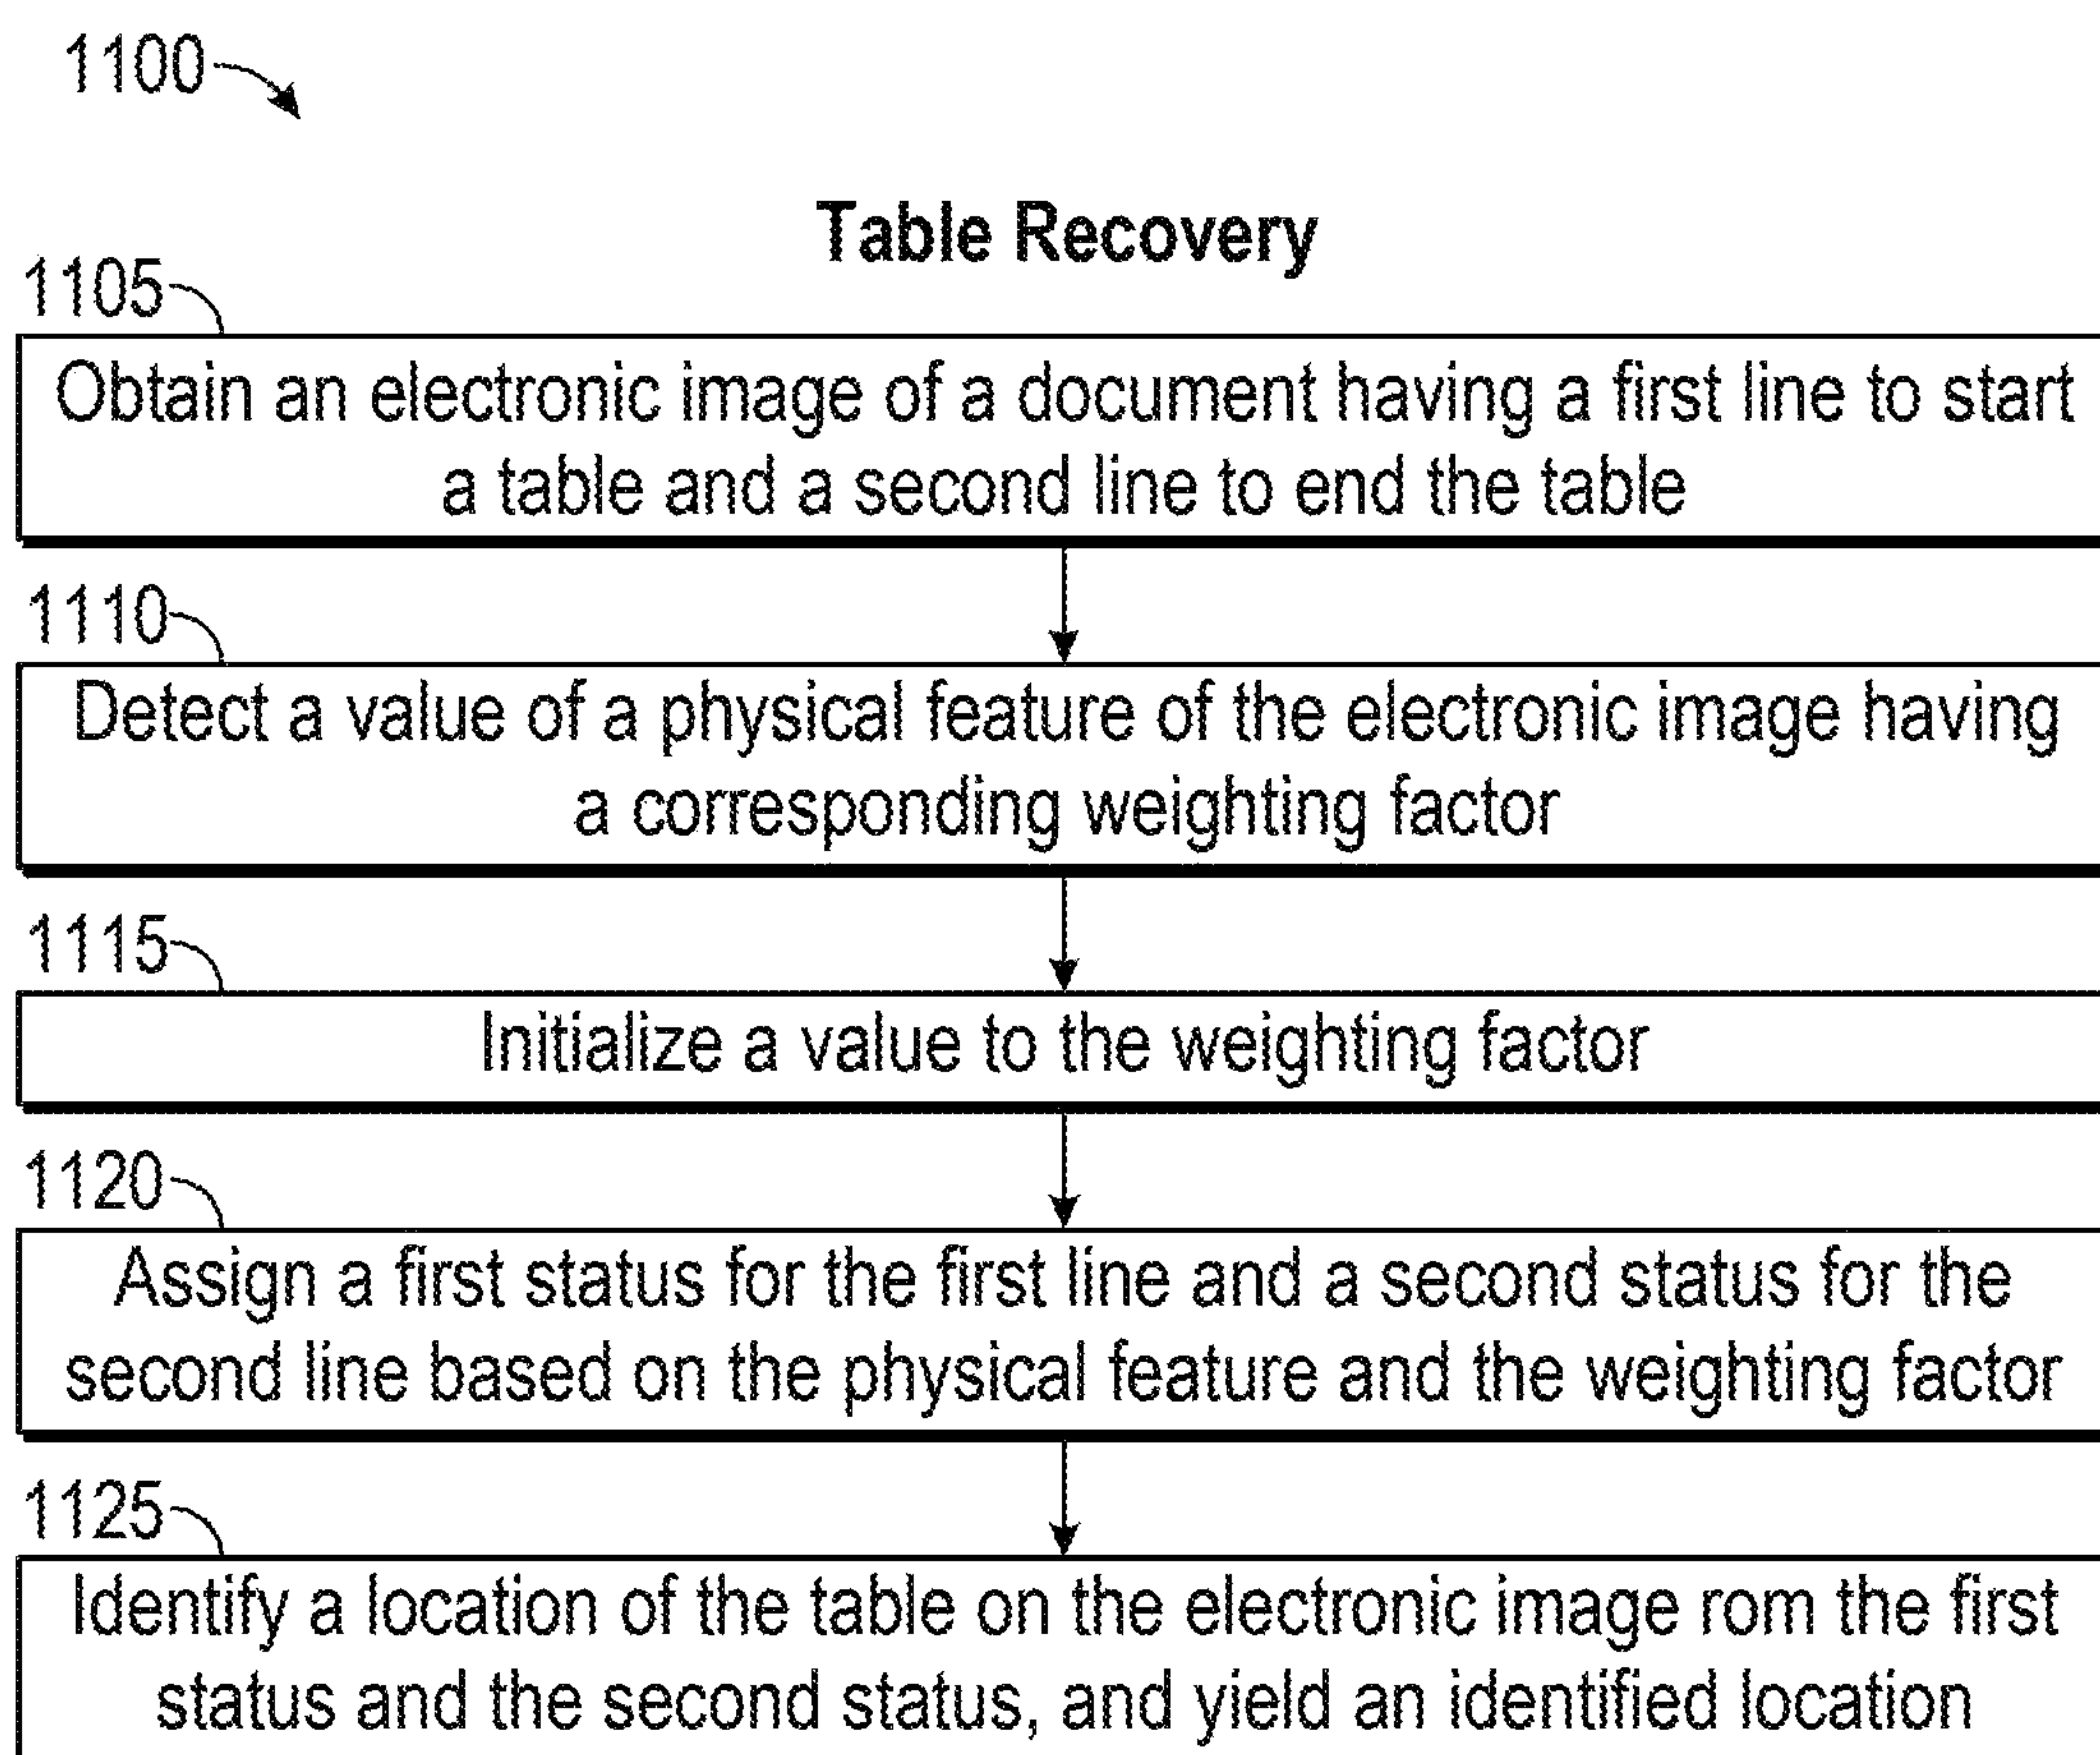 1100
Table Recovery
1105
Obtain an electronic image of a document having a first line to start
a table and a second line to end the table
1110
Detect a value of a physical feature of the electronic image having
a corresponding weighting factor
1115
Initialize a value to the weighting factor
1120
Assign a first status for the first line and a second status for the
second line based on the physical feature and the weighting factor
1125
Identify a location of the table on the electronic image rom the first
status and the second status, and yield an identified location